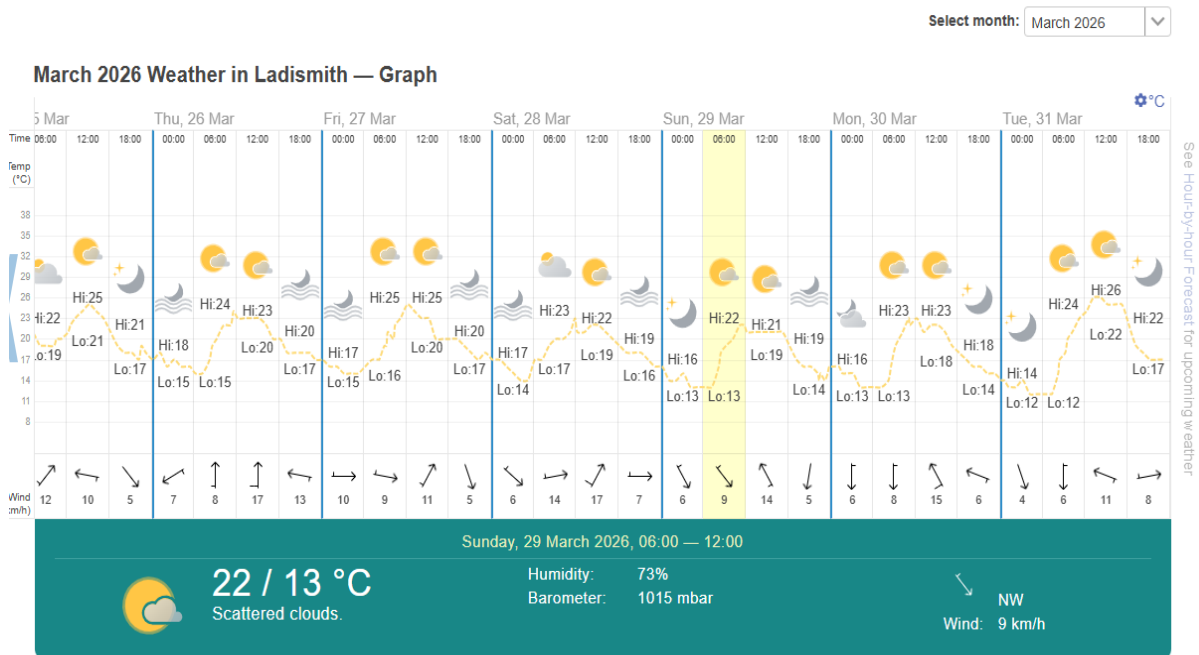 Select month: March 2026
March 2026 Weather in Ladismith — Graph
°C
5 Mar Thu, 26 Mar Fri, 27 Mar Sat, 28 Mar Sun, 29 Mar Mon, 30 Mar Tue, 31 Mar
Time 06:00 12:00 18:00 00:00 06:00 12:00 18:00 00:00 06:00 12:00 18:00 00:00 06:00 12:00 18:00 00:00 06:00 12:00 18:00 00:00 06:00 12:00 18:00 00:00 06:00 12:00 18:00
Temp
(°C)
38
35
32
29
26
23
20
17
14
11
8
Hi:22 Hi:25 Hi:21 Hi:18 Hi:24 Hi:23 Hi:20 Hi:17 Hi:25 Hi:25 Hi:20 Hi:17 Hi:23 Hi:22 Hi:19 Hi:16 Hi:22 Hi:21 Hi:19 Hi:16 Hi:23 Hi:23 Hi:18 Hi:14 Hi:24 Hi:26 Hi:22
Lo:19 Lo:21 Lo:17 Lo:15 Lo:15 Lo:20 Lo:17 Lo:15 Lo:16 Lo:20 Lo:17 Lo:14 Lo:17 Lo:19 Lo:16 Lo:13 Lo:13 Lo:19 Lo:14 Lo:13 Lo:13 Lo:18 Lo:14 Lo:12 Lo:12 Lo:22 Lo:17
Wind
km/h)
12 10 5 7 8 17 13 10 9 11 5 6 14 17 7 6 9 14 5 6 8 15 6 4 6 11 8
See Hour-by-hour Forecast for upcoming weather
Sunday, 29 March 2026, 06:00 — 12:00
22 / 13 °C
Scattered clouds.
Humidity: 73%
Barometer: 1015 mbar
NW
Wind: 9 km/h